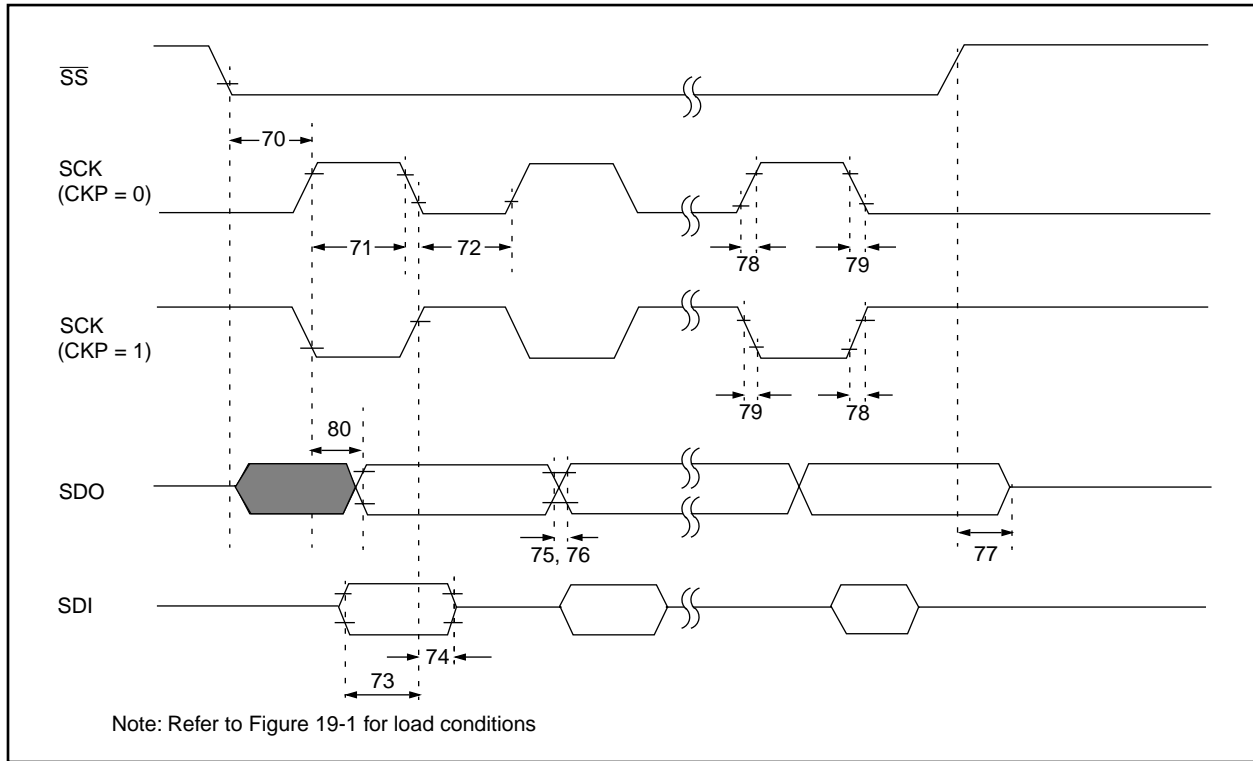 SS
70
SCK
(CKP = 0)
71
72
78
79
SCK
(CKP = 1)
79
78
80
SDO
75, 76
77
SDI
74
73
Note: Refer to Figure 19-1 for load conditions